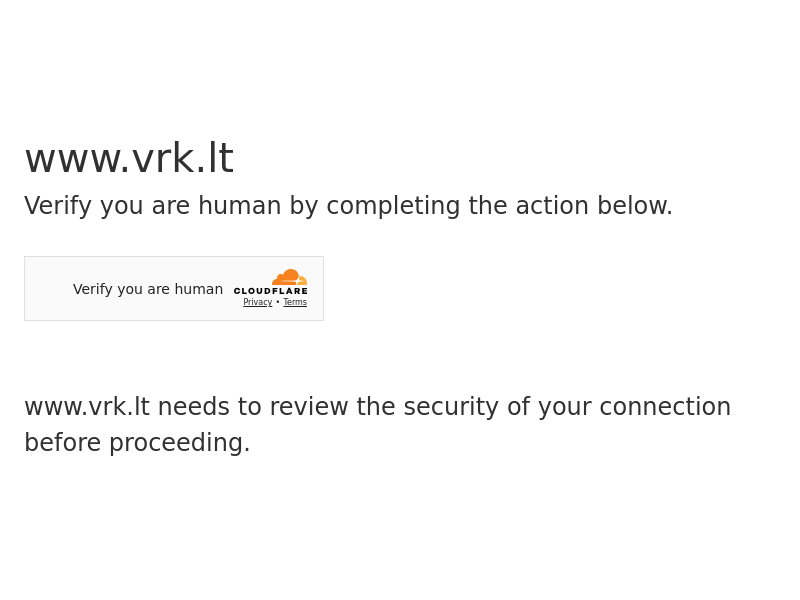 www.vrk.lt
Verify you are human by completing the action below.
Verify you are human
CLOUDFLARE
Privacy • Terms
www.vrk.lt needs to review the security of your connection
before proceeding.